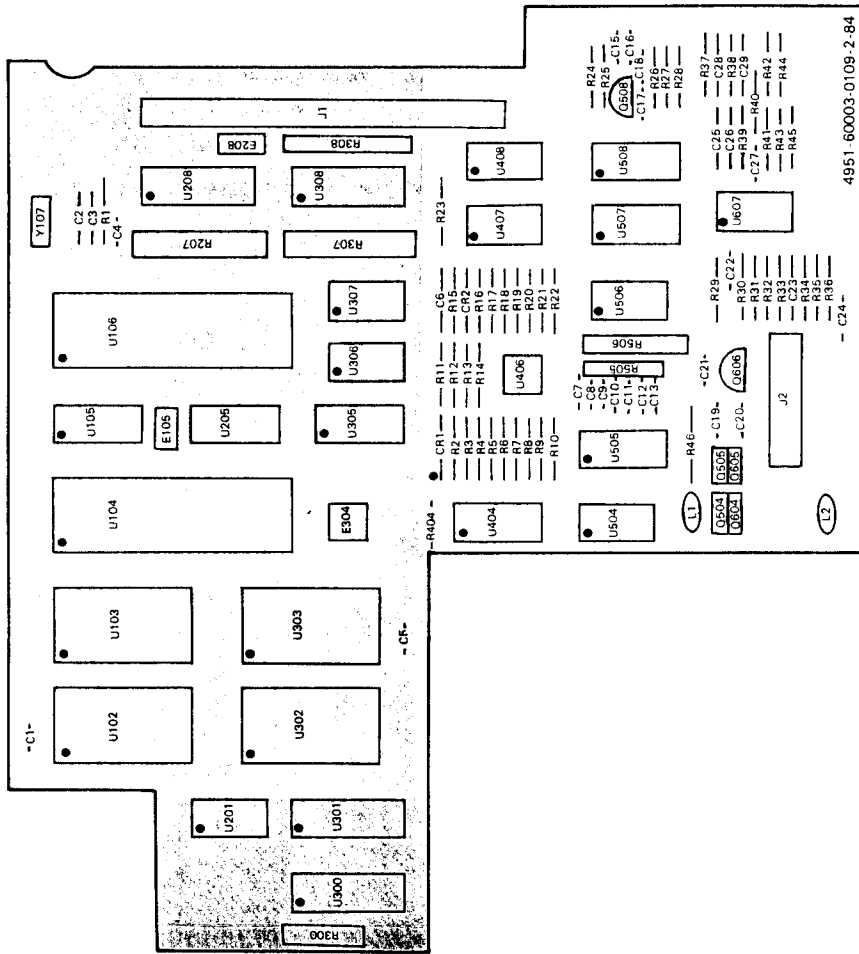 Y107
C2
C3
R1
-C4-
-C1-
U102
U103
U104
U105
E105
U106
U201
U205
R207
U208
E208
J1
R300
U300
U301
U302
U303
-C5-
E304
U305
U306
U307
R307
U308
R308
-R404
U404
CR1
R2
R3
R4
R5
R6
R7
R8
R9
R10
R11
R12
R13
R14
U406
C6
R15
CR2
R16
R17
R18
R19
R20
R21
R22
R23
U407
U408
U504
U505
C7
-C8-
-C9-
-C10-
-C11-
-C12-
-C13-
R505
R506
U506
U507
U508
R24
R25
Q508
-C15-
-C16-
-C17-
-C18-
R26
R27
R28
L1
R46
Q504
Q604
Q505
Q605
-C19-
-C20-
-C21-
Q606
L2
J2
R29
-C22-
R30
R31
R32
R33
C23
R34
R35
R36
-C24-
U607
C25
C26
R39
-C27-
R40
R41
R43
R45
R37
C28
R38
C29
R42
R44
4951-60003-0109-2-84